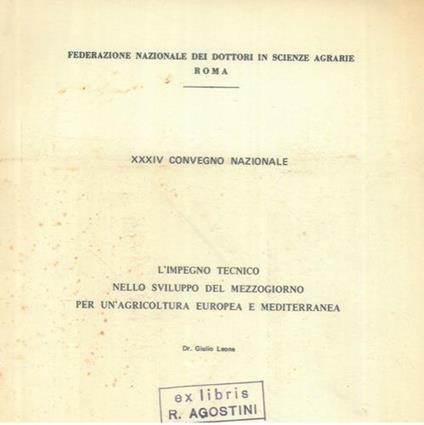 FEDERAZIONE NAZIONALE DEI DOTTORI IN SCIENZE AGRARIE
ROMA
XXXIV CONVEGNO NAZIONALE
L'IMPEGNO TECNICO
NELLO SVILUPPO DEL MEZZOGIORNO
PER UN'AGRICOLTURA EUROPEA E MEDITERRANEA
Dr. Giulio Leone
ex libris
R. AGOSTINI